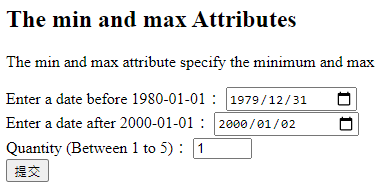 The min and max Attributes
The min and max attribute specify the minimum and max
Enter a date before 1980-01-01： 1979/12/31
Enter a date after 2000-01-01： 2000/01/02
Quantity (Between 1 to 5)： 1
提交